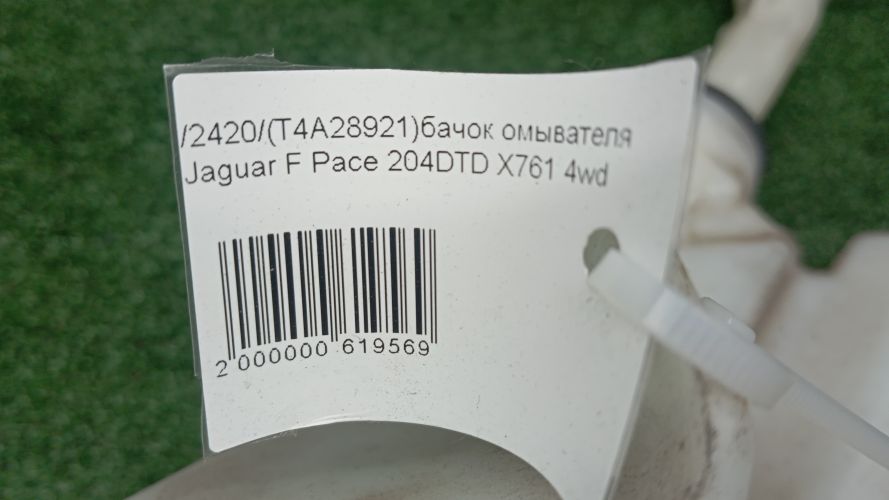 /2420/(T4A28921)бачок омывателя
Jaguar F Pace 204DTD X761 4wd
2 000000 619569